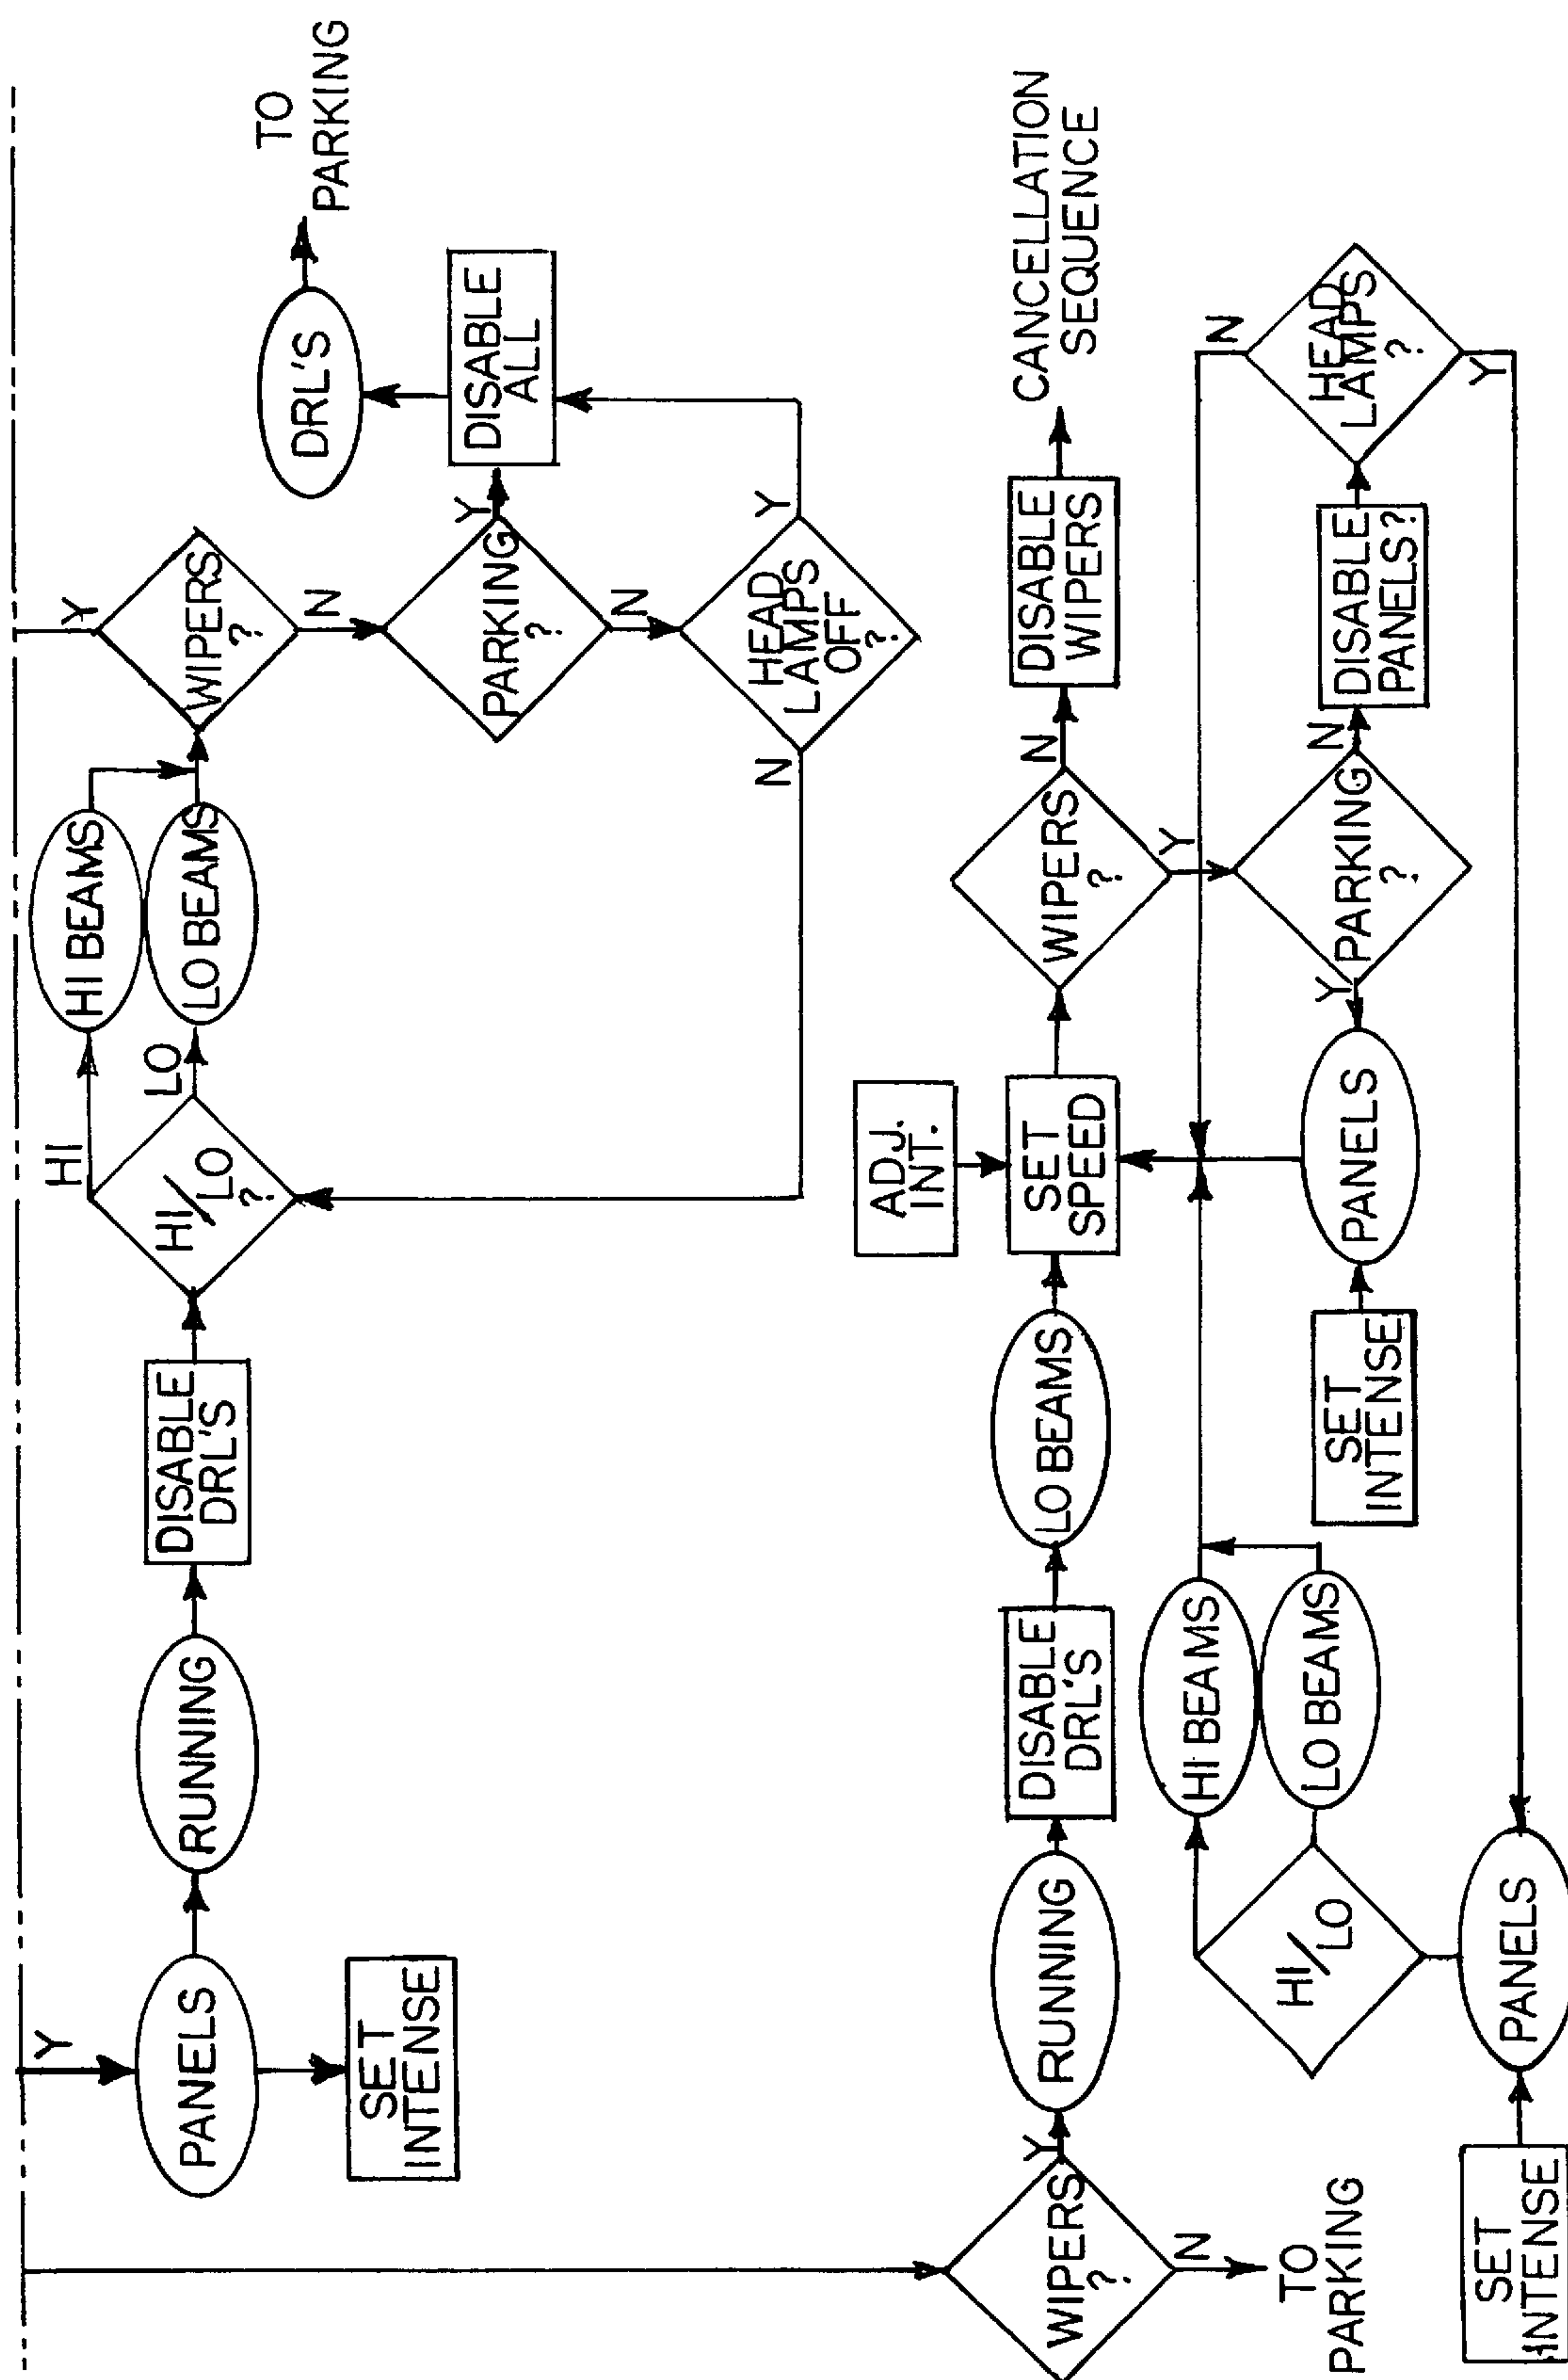 Y
PANELS
SET
INTENSE
RUNNING
DISABLE
DRL'S
HI/LO
?
HI
LO
HI BEAMS
LO BEAMS
Y
WIPERS
?
N
PARKING
?
Y
N
HEAD
LAMPS
OFF
?
N
Y
DISABLE
ALL
DRL'S
TO
PARKING
WIPERS
?
Y
N
TO
PARKING
RUNNING
DISABLE
DRL'S
LO BEAMS
ADJ.
INT.
SET
SPEED
WIPERS
?
N
DISABLE
WIPERS
CANCELLATION
SEQUENCE
Y
PARKING
?
N
DISABLE
PANELS?
HEAD
LAMPS
?
N
Y
Y
PANELS
SET
INTENSE
HI BEAMS
LO BEAMS
HI/LO
PANELS
SET
INTENSE